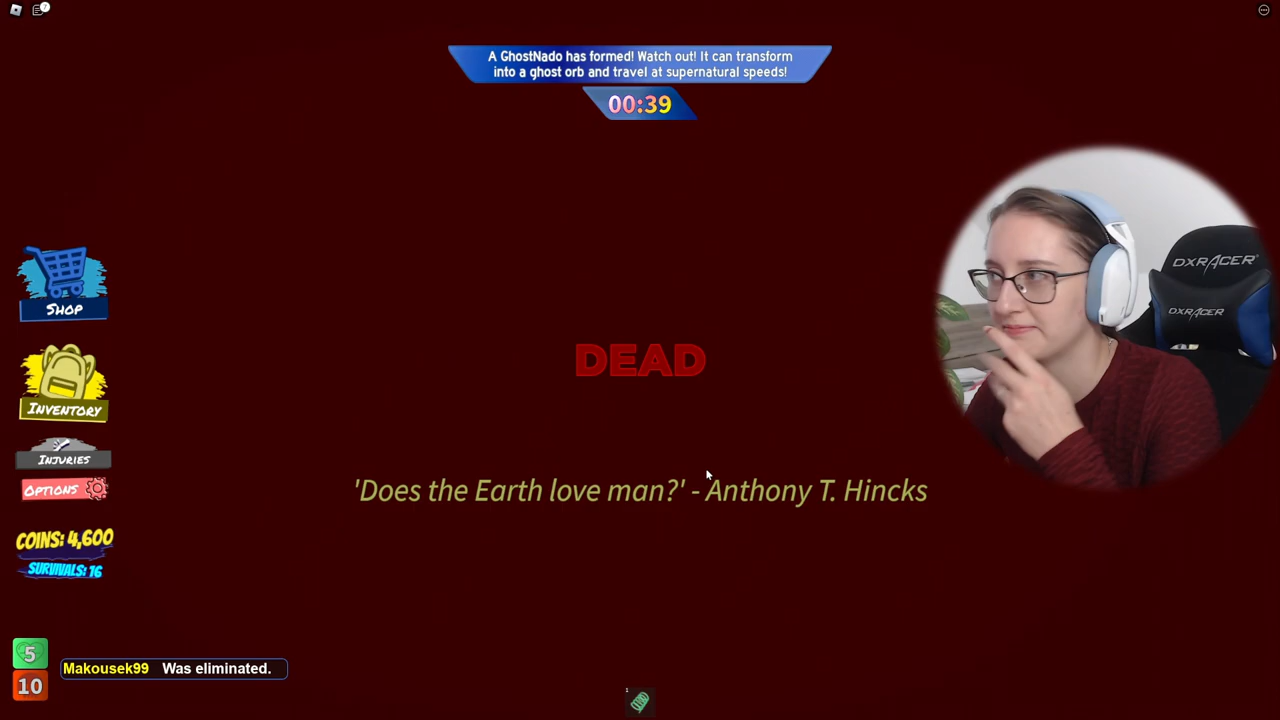 7
A GhostNado has formed! Watch out! It can transform
into a ghost orb and travel at supernatural speeds!
00:39
DXRACER
DXRACER
SHOP
DEAD
INVENTORY
INJURIES
OPTIONS
'Does the Earth love man?' - Anthony T. Hincks
COINS: 4,600
SURVIVALS: 16
5
Makousek99 Was eliminated.
10
1